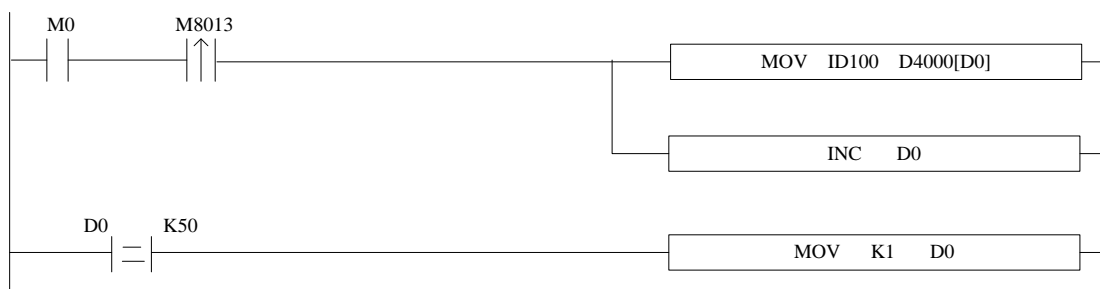 M0 M8013
MOV ID100 D4000[D0]
INC D0
D0 K50
MOV K1 D0